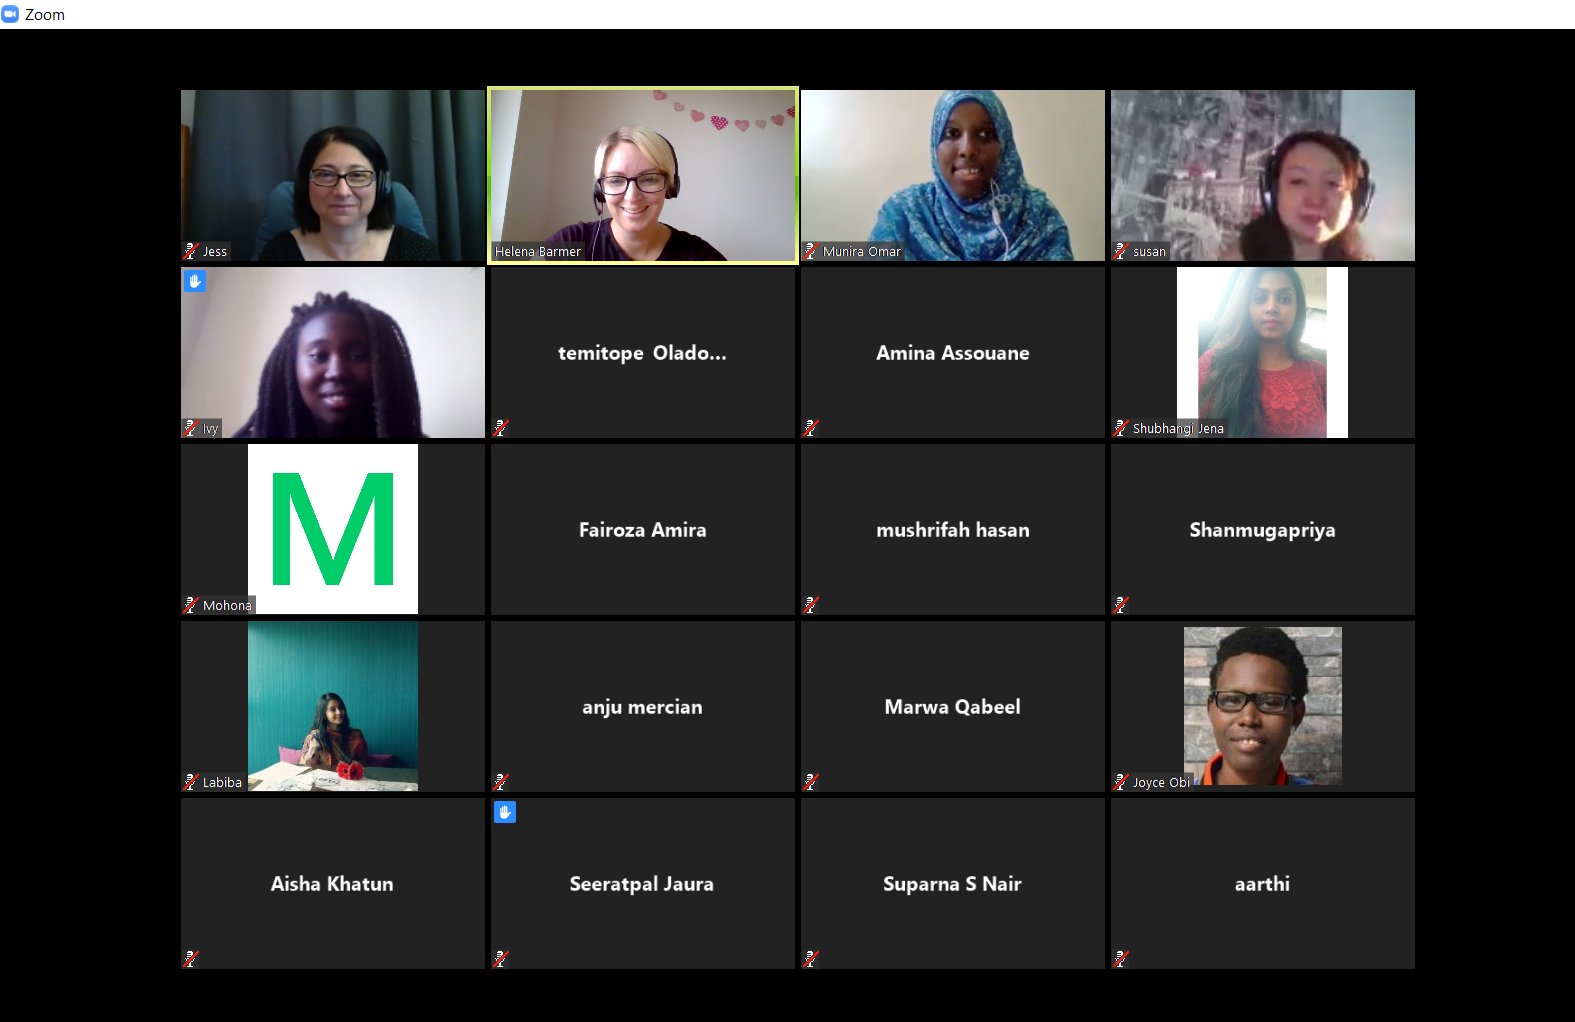 Zoom
Jess
Helena Barmer
Munira Omar
susan
Ivy
temitope Olado...
Amina Assouane
Shubhangi Jena
M
Mohona
Fairoza Amira
mushrifah hasan
Shanmugapriya
Labiba
anju mercian
Marwa Qabeel
Joyce Obi
Aisha Khatun
Seeratpal Jaura
Suparna S Nair
aarthi